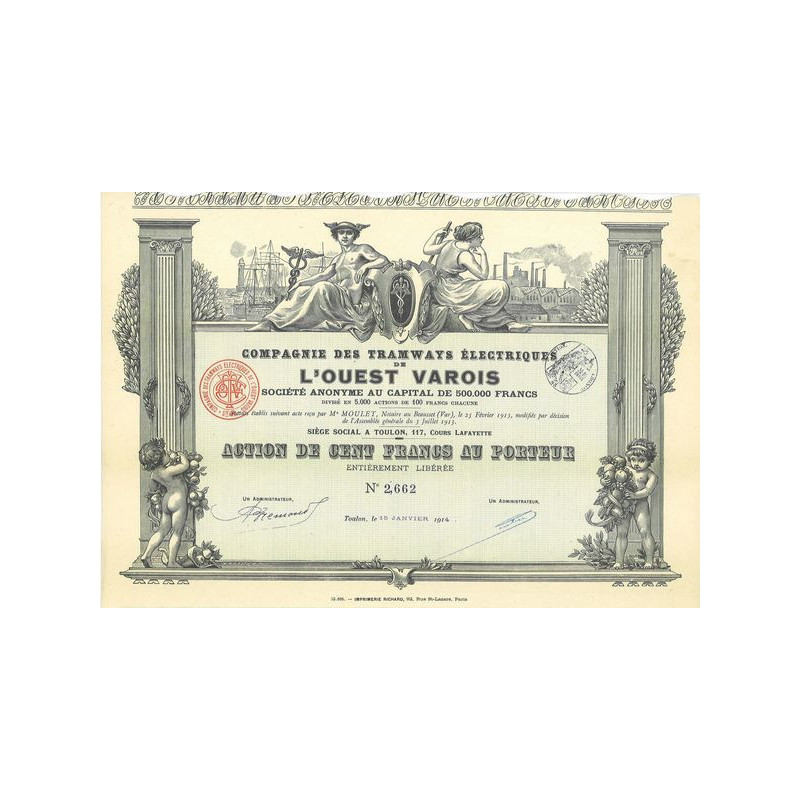 COMPAGNIE DES TRAMWAYS ÉLECTRIQUES
DE
L'OUEST VAROIS
SOCIÉTÉ ANONYME AU CAPITAL DE 500.000 FRANCS
DIVISÉ EN 5.000 ACTIONS DE 100 FRANCS CHACUNE
Statuts établis suivant acte reçu par Me MOULET, Notaire au Beausset (Var), le 25 Février 1913, modifiés par décision
de l'Assemblée générale du 3 Juillet 1913.
SIÈGE SOCIAL A TOULON, 117, COURS LAFAYETTE
ACTION DE CENT FRANCS AU PORTEUR
ENTIÈREMENT LIBÉRÉE
No 2,662
UN ADMINISTRATEUR, UN ADMINISTRATEUR,
Toulon, le 15 JANVIER 1914
IMPRIMERIE RICHARD, Rue St-Lazare, Paris